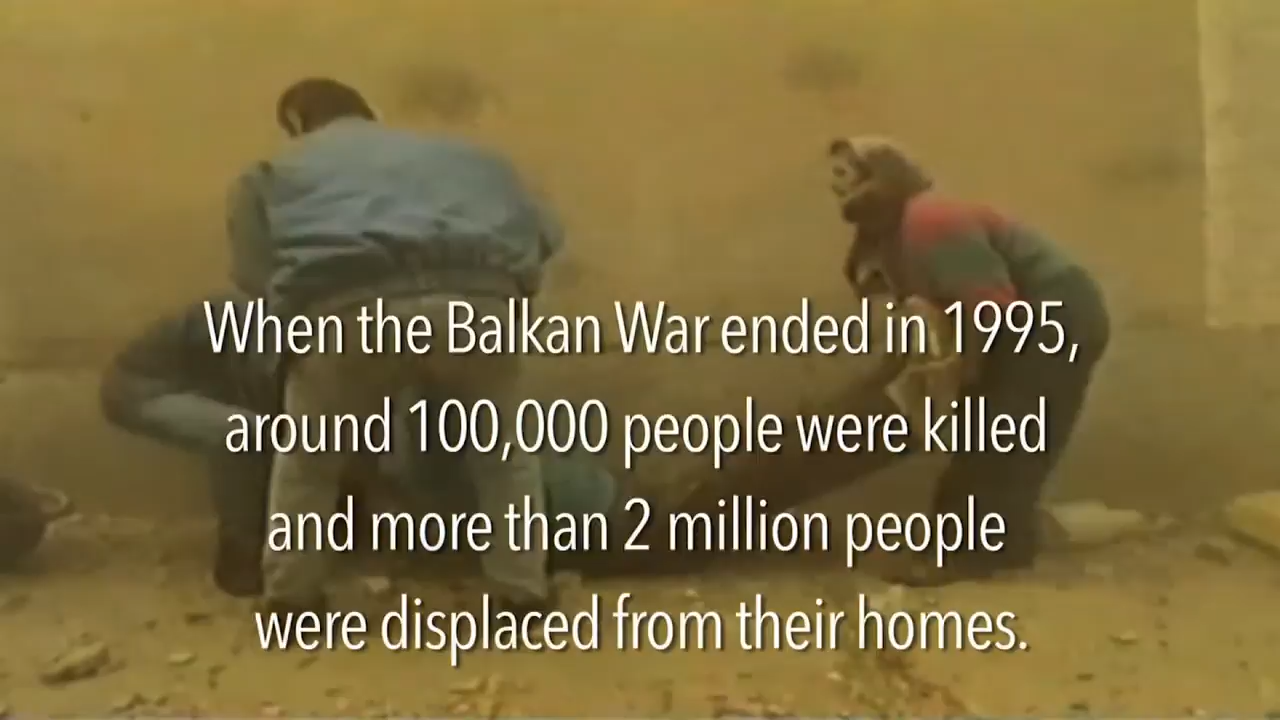 When the Balkan War ended in 1995,
around 100,000 people were killed
and more than 2 million people
were displaced from their homes.